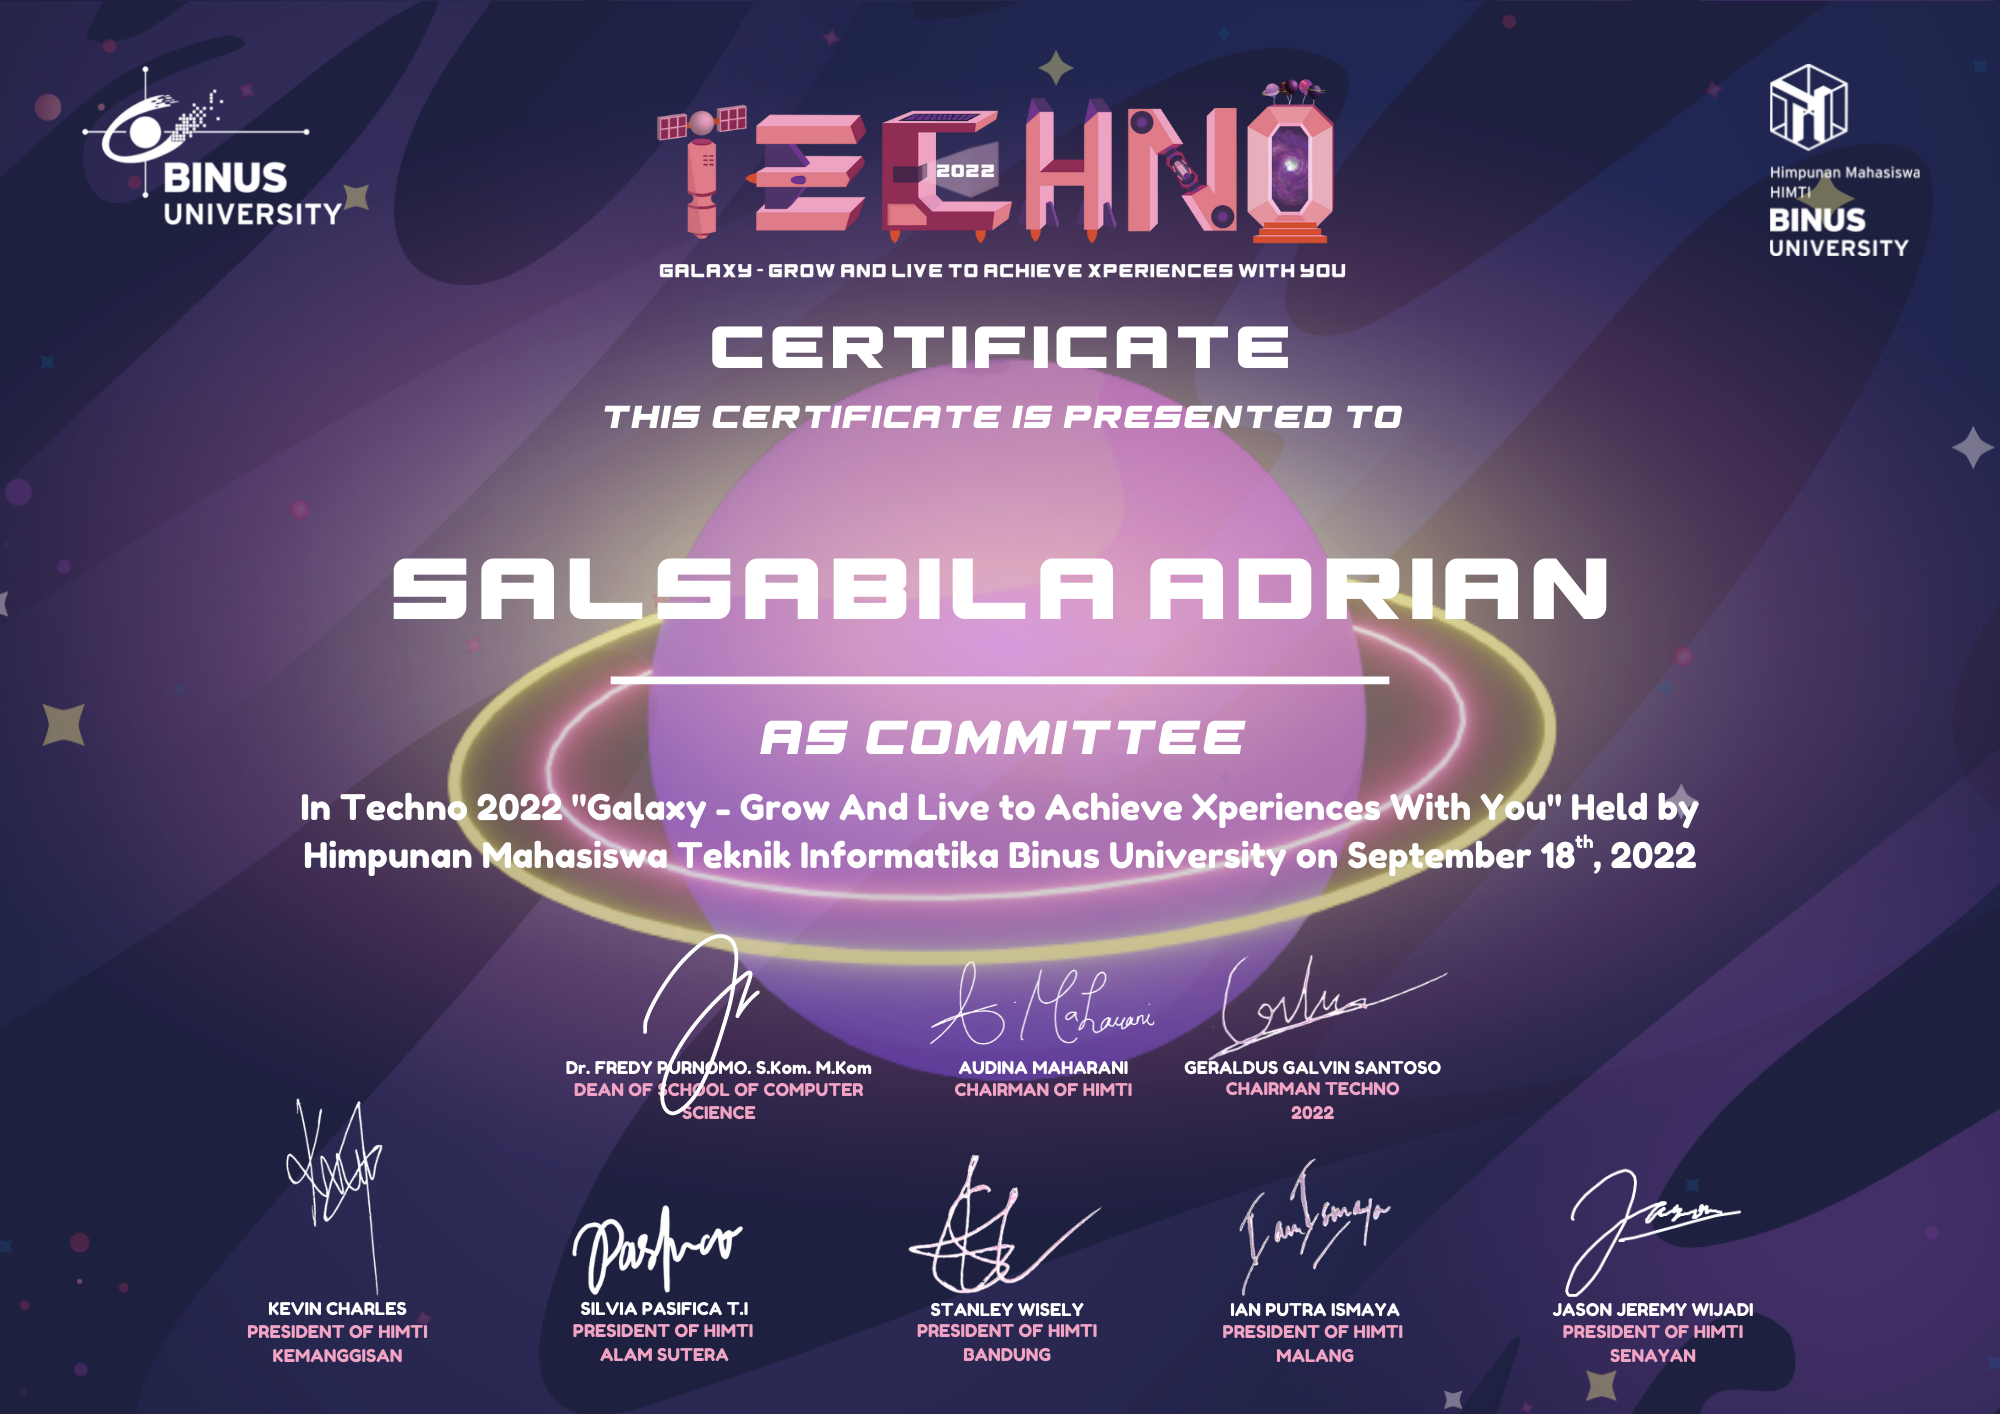 BINUS
UNIVERSITY
TECHNO
2022
GALAXY - GROW AND LIVE TO ACHIEVE XPERIENCES WITH YOU
Himpunan Mahasiswa
HIMTI
BINUS
UNIVERSITY
CERTIFICATE
THIS CERTIFICATE IS PRESENTED TO
SALSABILA ADRIAN
AS COMMITTEE
In Techno 2022 "Galaxy - Grow And Live to Achieve Xperiences With You" Held by
Himpunan Mahasiswa Teknik Informatika Binus University on September 18th, 2022
A. Maharani
Dr. FREDY PURNOMO. S.Kom. M.Kom
DEAN OF SCHOOL OF COMPUTER
SCIENCE
AUDINA MAHARANI
CHAIRMAN OF HIMTI
GERALDUS GALVIN SANTOSO
CHAIRMAN TECHNO
2022
Ian Ismaya
Jason
KEVIN CHARLES
PRESIDENT OF HIMTI
KEMANGGISAN
SILVIA PASIFICA T.I
PRESIDENT OF HIMTI
ALAM SUTERA
STANLEY WISELY
PRESIDENT OF HIMTI
BANDUNG
IAN PUTRA ISMAYA
PRESIDENT OF HIMTI
MALANG
JASON JEREMY WIJADI
PRESIDENT OF HIMTI
SENAYAN